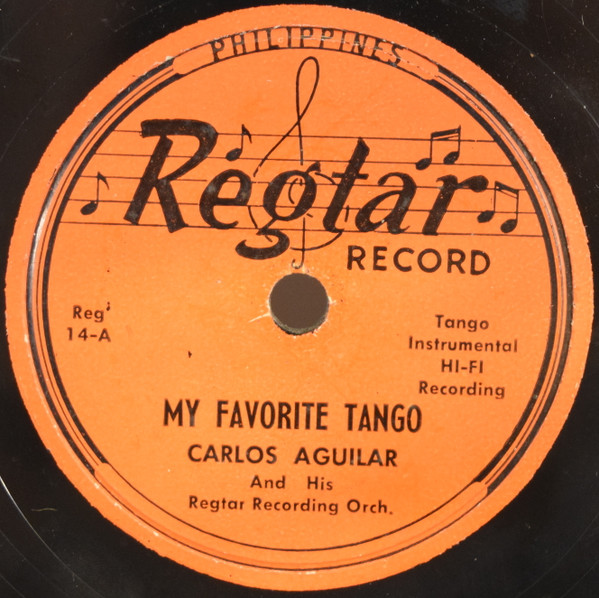 PHILIPPINES
Regtar
RECORD
Reg'
14-A
Tango
Instrumental
HI-FI
Recording
MY FAVORITE TANGO
CARLOS AGUILAR
And His
Regtar Recording Orch.